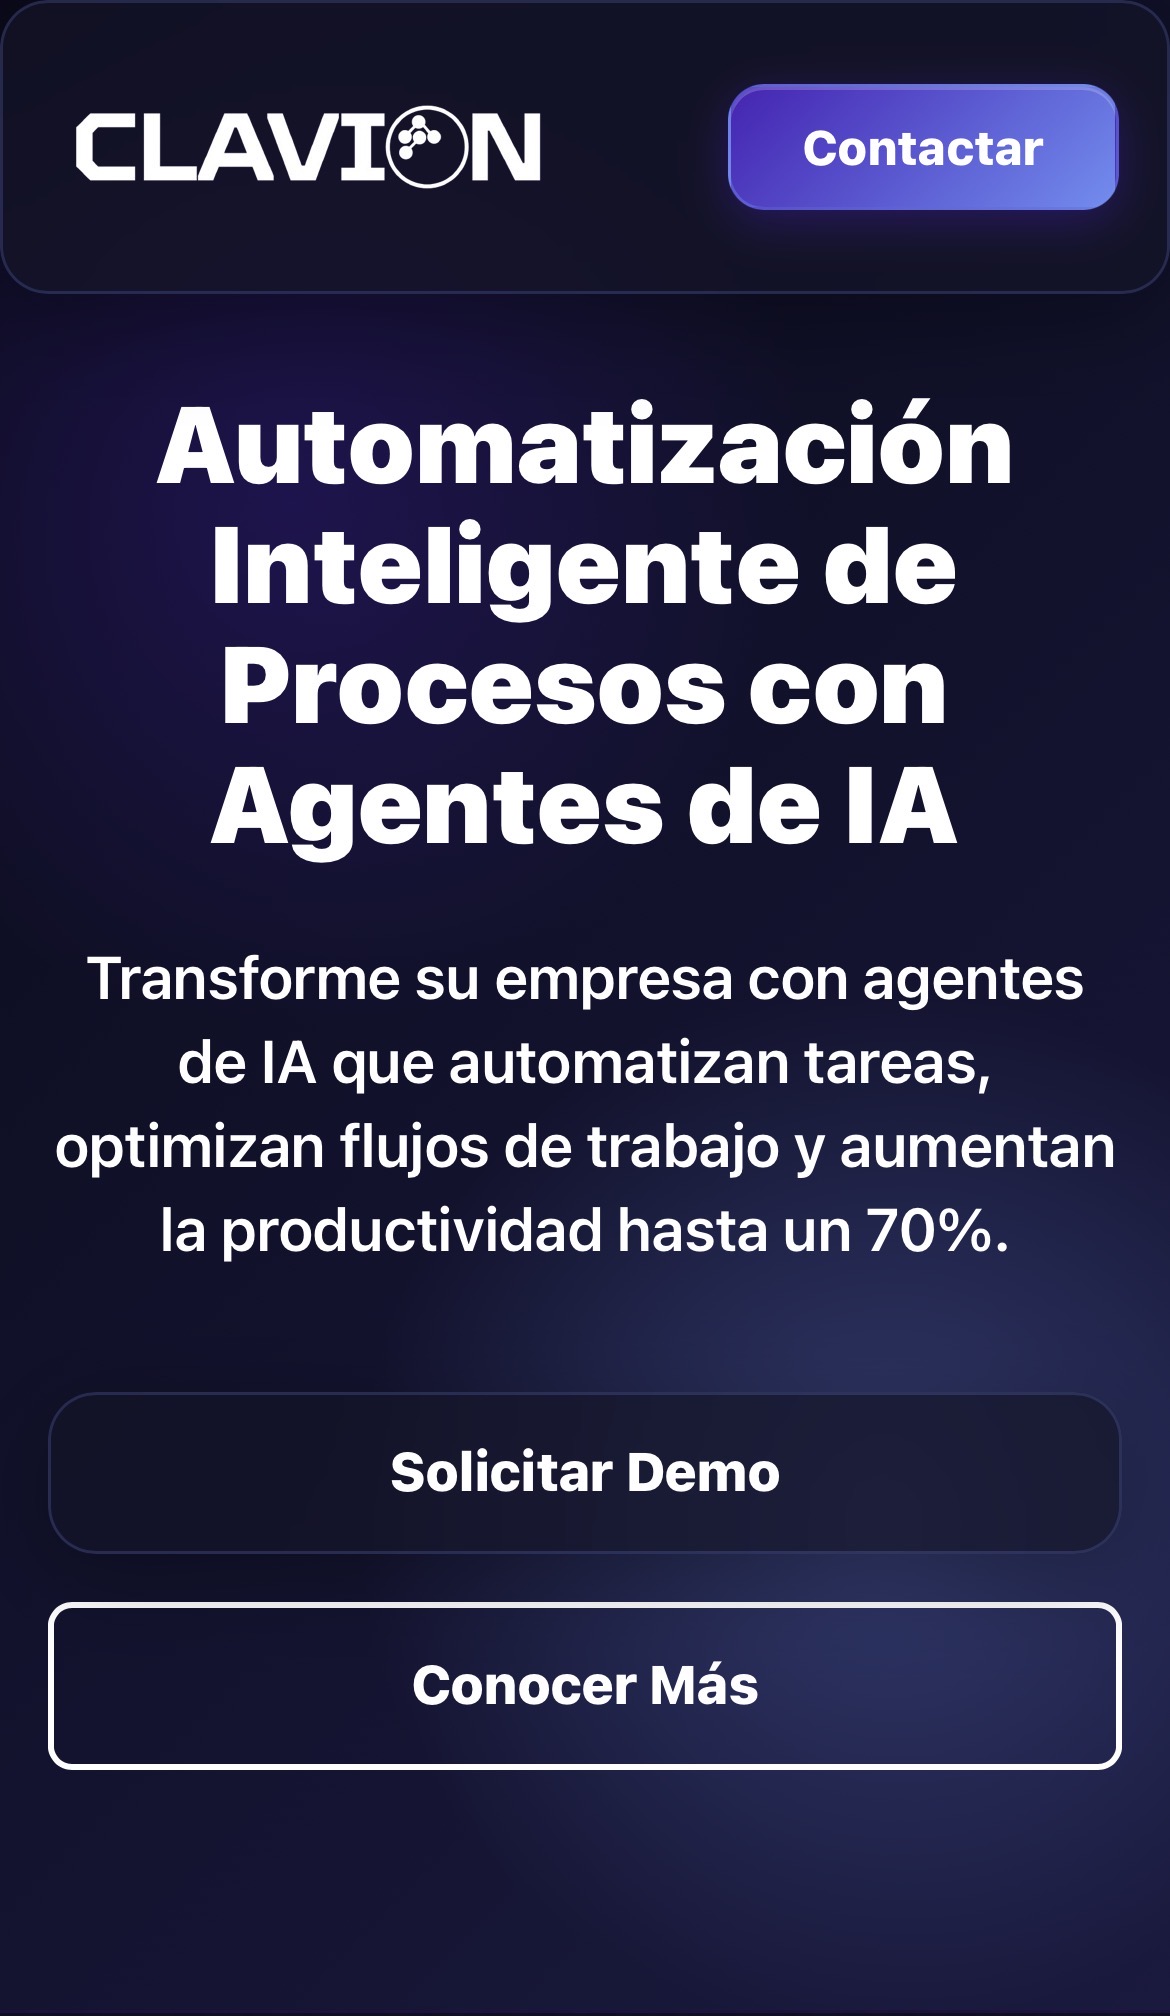 CLAVION
Contactar
Automatización
Inteligente de
Procesos con
Agentes de IA
Transforme su empresa con agentes
de IA que automatizan tareas,
optimizan flujos de trabajo y aumentan
la productividad hasta un 70%.
Solicitar Demo
Conocer Más